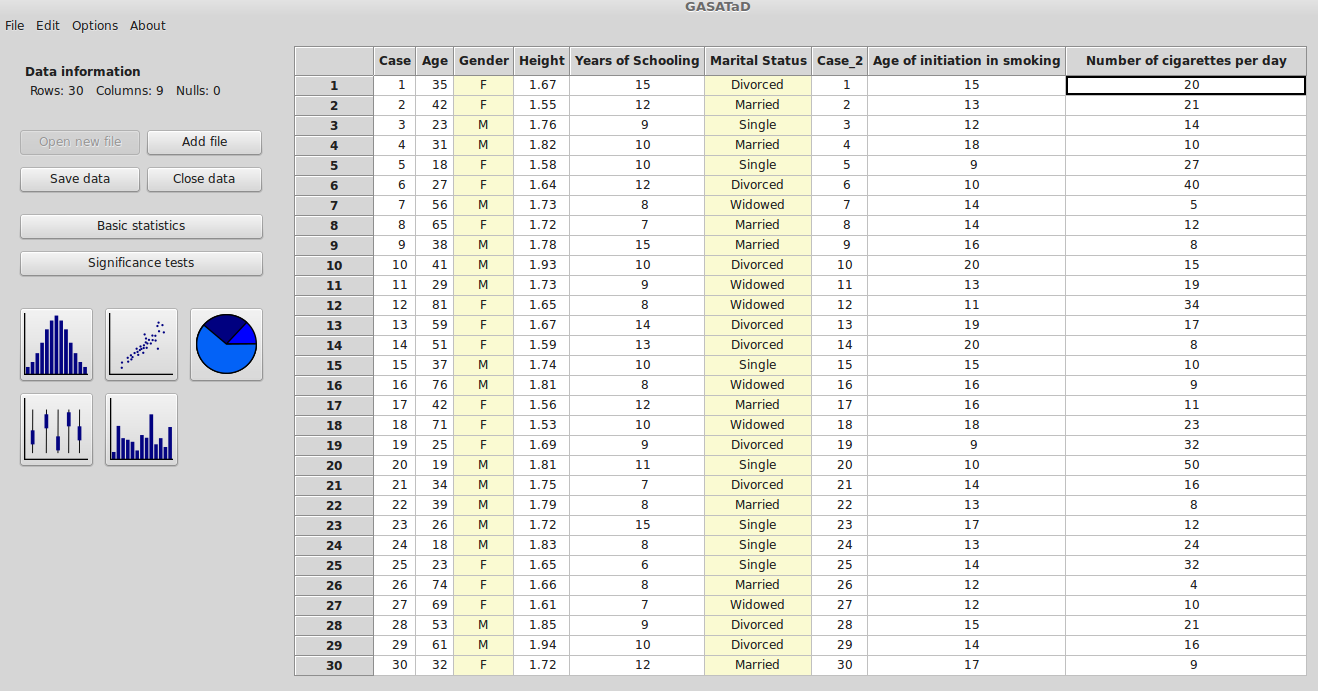 GASATaD
File Edit Options About
Data information
Rows: 30 Columns: 9 Nulls: 0
Open new file Add file
Save data Close data
Basic statistics
Significance tests
Case Age Gender Height Years of Schooling Marital Status Case_2 Age of initiation in smoking Number of cigarettes per day
1 1 35 F 1.67 15 Divorced 1 15 20
2 2 42 F 1.55 12 Married 2 13 21
3 3 23 M 1.76 9 Single 3 12 14
4 4 31 M 1.82 10 Married 4 18 10
5 5 18 F 1.58 10 Single 5 9 27
6 6 27 F 1.64 12 Divorced 6 10 40
7 7 56 M 1.73 8 Widowed 7 14 5
8 8 65 F 1.72 7 Married 8 14 12
9 9 38 M 1.78 15 Married 9 16 8
10 10 41 M 1.93 10 Divorced 10 20 15
11 11 29 M 1.73 9 Widowed 11 13 19
12 12 81 F 1.65 8 Widowed 12 11 34
13 13 59 F 1.67 14 Divorced 13 19 17
14 14 51 F 1.59 13 Divorced 14 20 8
15 15 37 M 1.74 10 Single 15 15 10
16 16 76 M 1.81 8 Widowed 16 16 9
17 17 42 F 1.56 12 Married 17 16 11
18 18 71 F 1.53 10 Widowed 18 18 23
19 19 25 F 1.69 9 Divorced 19 9 32
20 20 19 M 1.81 11 Single 20 10 50
21 21 34 M 1.75 7 Divorced 21 14 16
22 22 39 M 1.79 8 Married 22 13 8
23 23 26 M 1.72 15 Single 23 17 12
24 24 18 M 1.83 8 Single 24 13 24
25 25 23 F 1.65 6 Single 25 14 32
26 26 74 F 1.66 8 Married 26 12 4
27 27 69 F 1.61 7 Widowed 27 12 10
28 28 53 M 1.85 9 Divorced 28 15 21
29 29 61 M 1.94 10 Divorced 29 14 16
30 30 32 F 1.72 12 Married 30 17 9